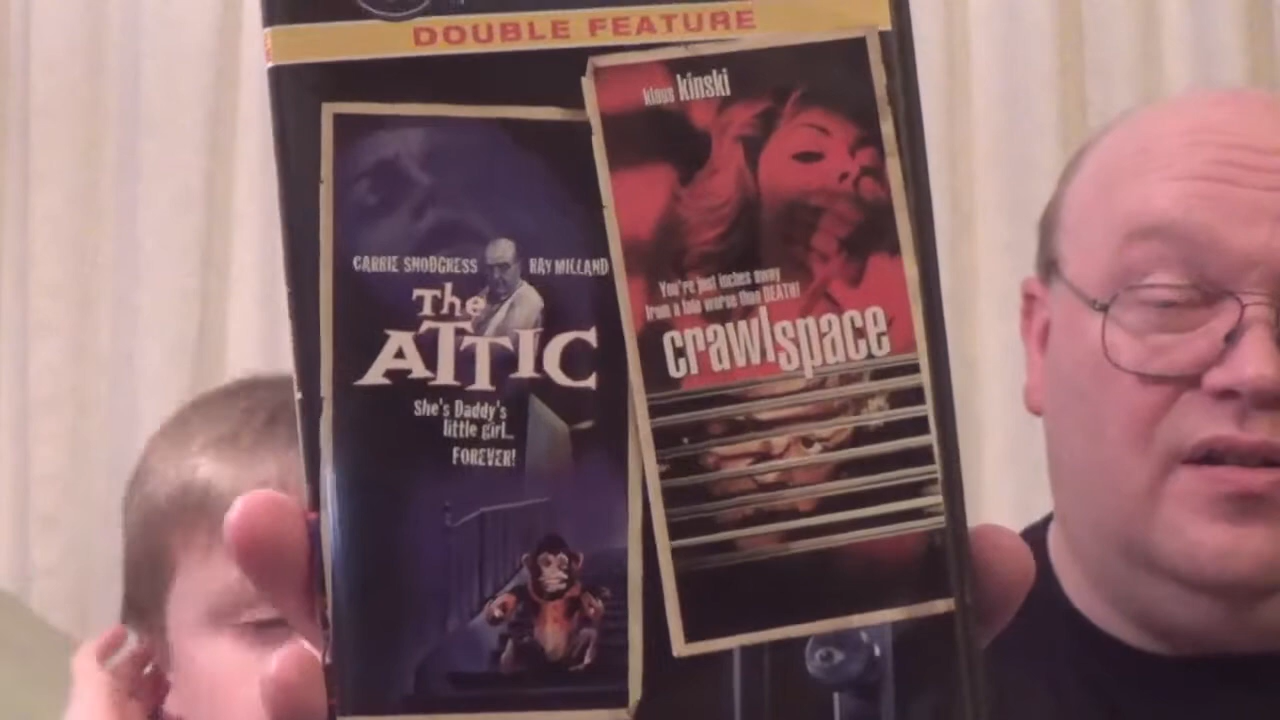 DOUBLE FEATURE
CARRIE SNODGRESS RAY MILLAND
The
ATTIC
She's Daddy's
little girl...
FOREVER!
klaus kinski
You're just inches away
from a fate worse than DEATH!
crawlspace